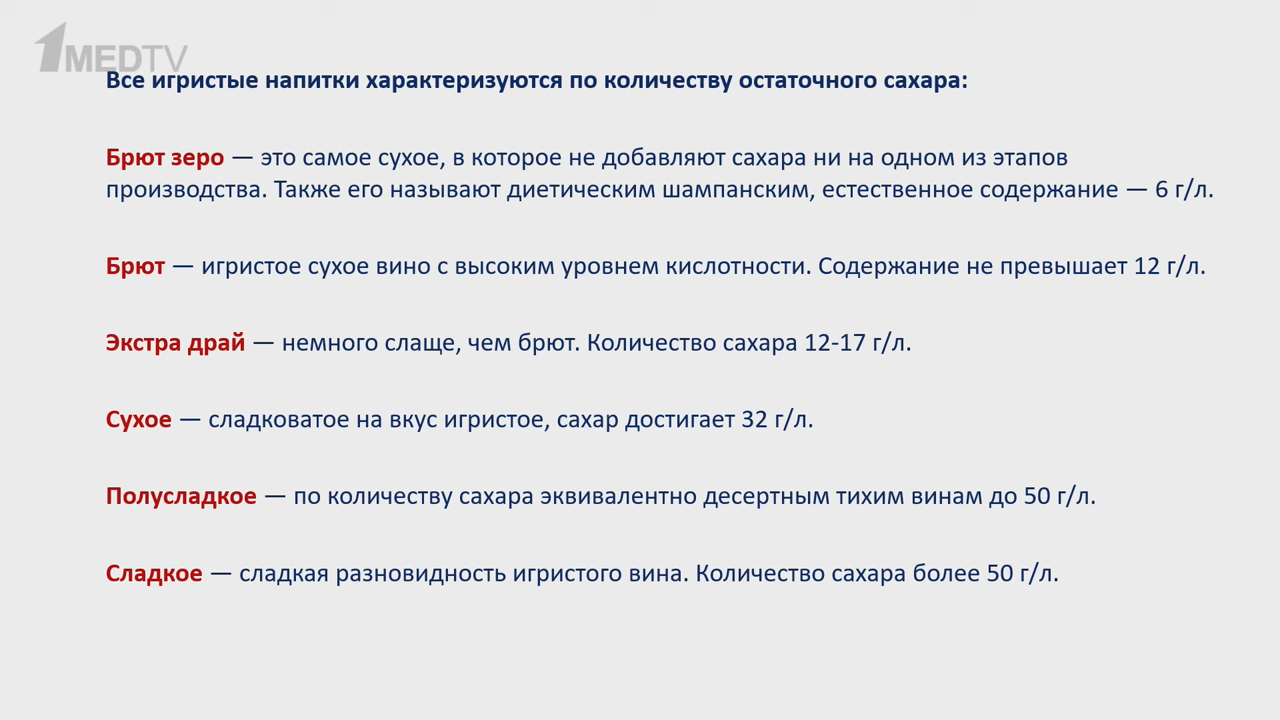 1MEDTV
Все игристые напитки характеризуются по количеству остаточного сахара:
Брют зеро — это самое сухое, в которое не добавляют сахара ни на одном из этапов
производства. Также его называют диетическим шампанским, естественное содержание — 6 г/л.
Брют — игристое сухое вино с высоким уровнем кислотности. Содержание не превышает 12 г/л.
Экстра драй — немного слаще, чем брют. Количество сахара 12-17 г/л.
Сухое — сладковатое на вкус игристое, сахар достигает 32 г/л.
Полусладкое — по количеству сахара эквивалентно десертным тихим винам до 50 г/л.
Сладкое — сладкая разновидность игристого вина. Количество сахара более 50 г/л.